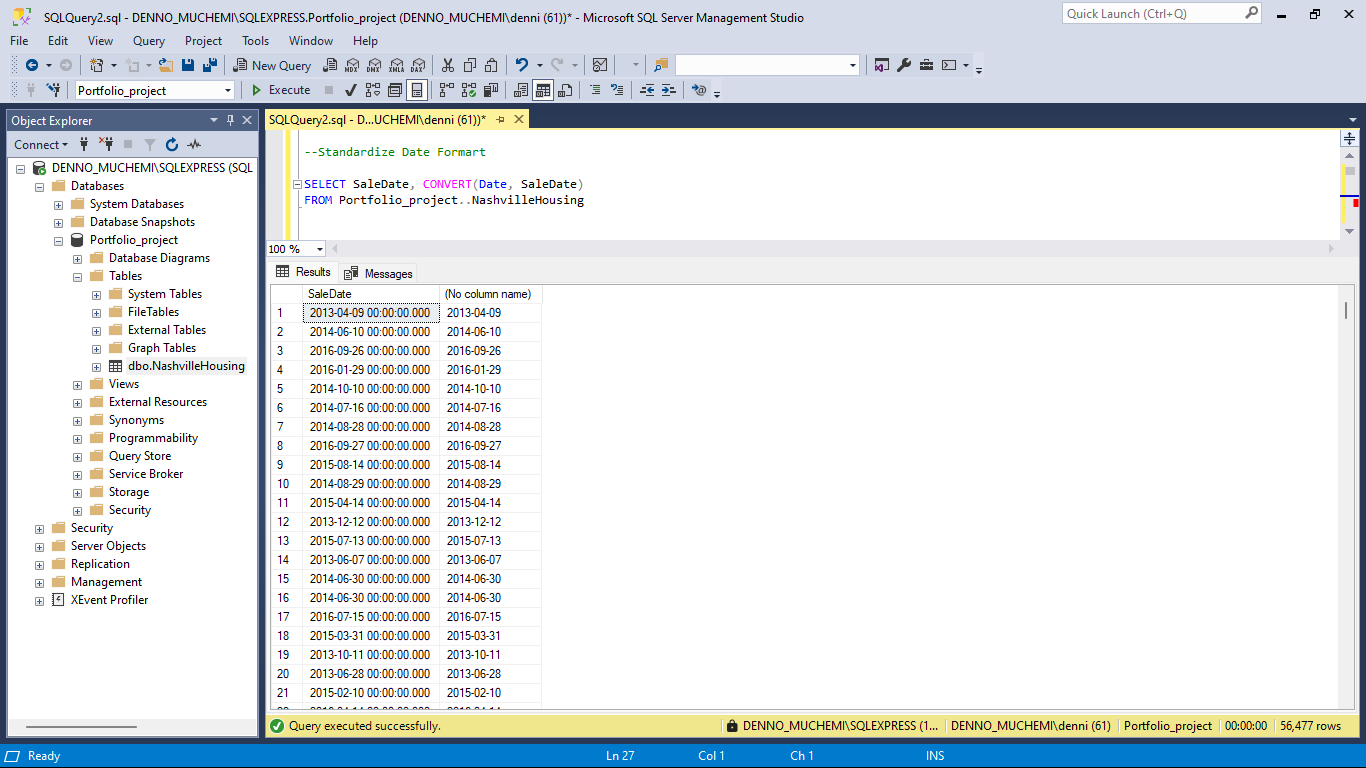 SQLQuery2.sql - DENNO_MUCHEMI\SQLEXPRESS.Portfolio_project (DENNO_MUCHEMI\denni (61))* - Microsoft SQL Server Management Studio
Quick Launch (Ctrl+Q)
File Edit View Query Project Tools Window Help
New Query MDX DMX XMLA DAX
Portfolio_project Execute
Object Explorer
Connect
DENNO_MUCHEMI\SQLEXPRESS (SQL
Databases
System Databases
Database Snapshots
Portfolio_project
Database Diagrams
Tables
System Tables
FileTables
External Tables
Graph Tables
dbo.NashvilleHousing
Views
External Resources
Synonyms
Programmability
Query Store
Service Broker
Storage
Security
Security
Server Objects
Replication
Management
XEvent Profiler
SQLQuery2.sql - D...UCHEMI\denni (61))*
--Standardize Date Formart
SELECT SaleDate, CONVERT(Date, SaleDate)
FROM Portfolio_project..NashvilleHousing
100 %
Results Messages
SaleDate (No column name)
1 2013-04-09 00:00:00.000 2013-04-09
2 2014-06-10 00:00:00.000 2014-06-10
3 2016-09-26 00:00:00.000 2016-09-26
4 2016-01-29 00:00:00.000 2016-01-29
5 2014-10-10 00:00:00.000 2014-10-10
6 2014-07-16 00:00:00.000 2014-07-16
7 2014-08-28 00:00:00.000 2014-08-28
8 2016-09-27 00:00:00.000 2016-09-27
9 2015-08-14 00:00:00.000 2015-08-14
10 2014-08-29 00:00:00.000 2014-08-29
11 2015-04-14 00:00:00.000 2015-04-14
12 2013-12-12 00:00:00.000 2013-12-12
13 2015-07-13 00:00:00.000 2015-07-13
14 2013-06-07 00:00:00.000 2013-06-07
15 2014-06-30 00:00:00.000 2014-06-30
16 2014-06-30 00:00:00.000 2014-06-30
17 2016-07-15 00:00:00.000 2016-07-15
18 2015-03-31 00:00:00.000 2015-03-31
19 2013-10-11 00:00:00.000 2013-10-11
20 2013-06-28 00:00:00.000 2013-06-28
21 2015-02-10 00:00:00.000 2015-02-10
Query executed successfully. DENNO_MUCHEMI\SQLEXPRESS (1... DENNO_MUCHEMI\denni (61) Portfolio_project 00:00:00 56,477 rows
Ready Ln 27 Col 1 Ch 1 INS